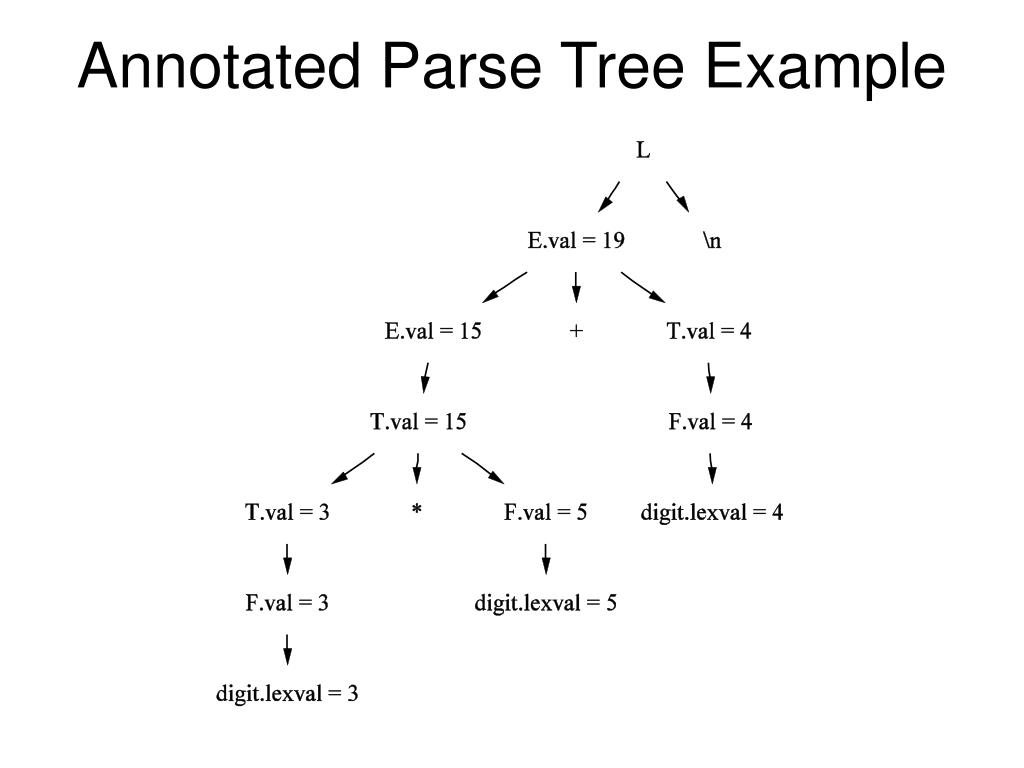 Annotated Parse Tree Example
L
E.val = 19 \n
E.val = 15 + T.val = 4
T.val = 15 F.val = 4
T.val = 3 * F.val = 5 digit.lexval = 4
F.val = 3 digit.lexval = 5
digit.lexval = 3